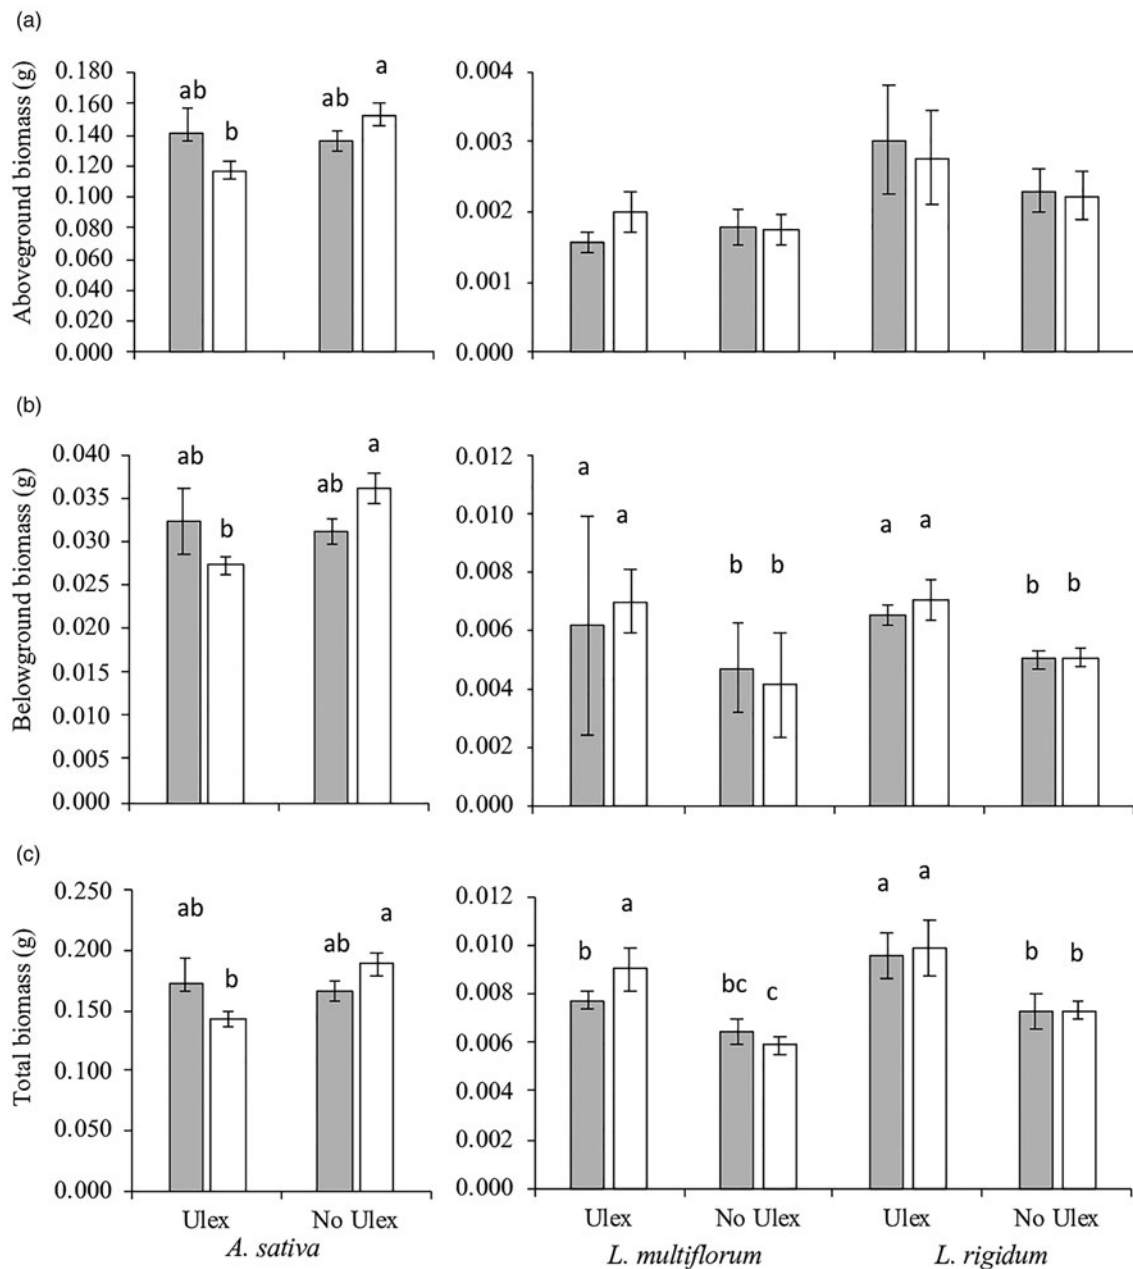 (a)
Aboveground biomass (g)
0.180
0.160
0.140
0.120
0.100
0.080
0.060
0.040
0.020
0.000
ab
b
ab
a
0.004
0.003
0.002
0.001
0.000
(b)
Belowground biomass (g)
0.040
0.035
0.030
0.025
0.020
0.015
0.010
0.005
0.000
ab
b
ab
a
0.012
0.010
0.008
0.006
0.004
0.002
0.000
a
a
b
b
a
a
b
b
(c)
Total biomass (g)
0.250
0.200
0.150
0.100
0.050
0.000
ab
b
ab
a
Ulex
No Ulex
A. sativa
0.012
0.010
0.008
0.006
0.004
0.002
0.000
b
a
bc
c
a
a
b
b
Ulex
No Ulex
Ulex
No Ulex
L. multiflorum
L. rigidum